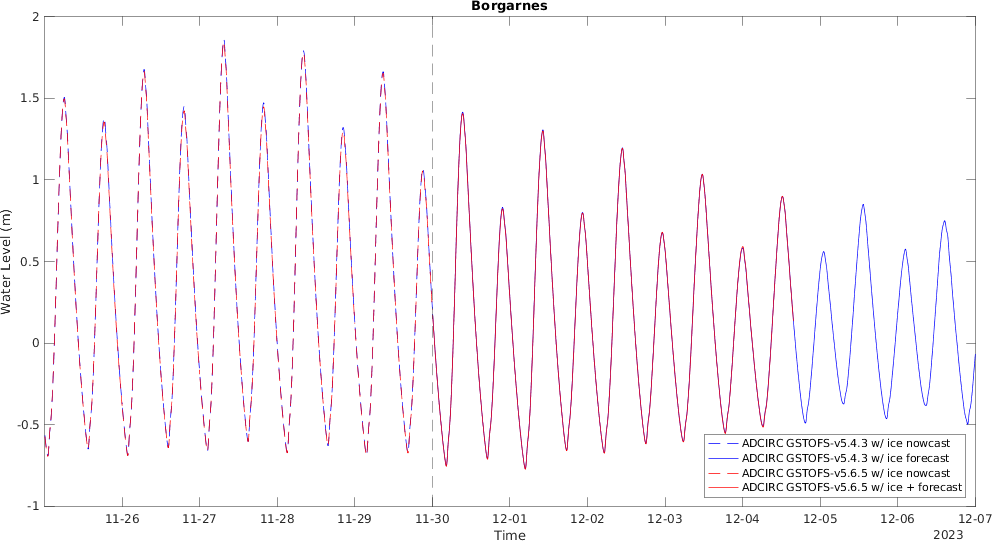 Borgarnes
2
1.5
1
0.5
0
-0.5
-1
Water Level (m)
11-26 11-27 11-28 11-29 11-30 12-01 12-02 12-03 12-04 12-05 12-06 12-07
Time
2023
ADCIRC GSTOFS-v5.4.3 w/ ice nowcast
ADCIRC GSTOFS-v5.4.3 w/ ice forecast
ADCIRC GSTOFS-v5.6.5 w/ ice nowcast
ADCIRC GSTOFS-v5.6.5 w/ ice + forecast